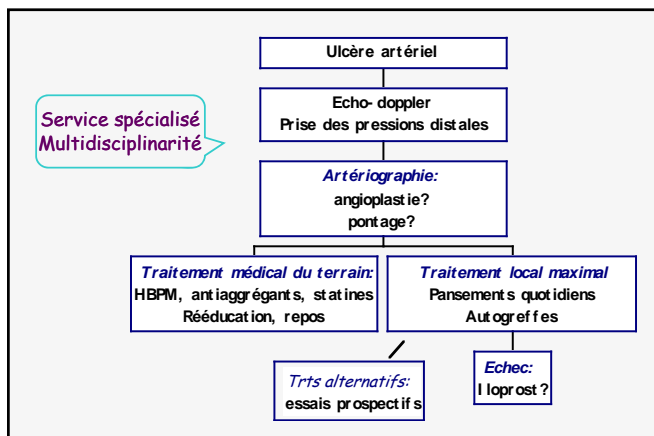 Ulcère artériel
Service spécialisé
Multidisciplinarité
Echo-doppler
Prise des pressions distales
Artériographie:
angioplastie?
pontage?
Traitement médical du terrain:
HBPM, antiaggrégants, statines
Rééducation, repos
Traitement local maximal
Pansements quotidiens
Autogreffes
Trts alternatifs:
essais prospectifs
Echec:
Iloprost?